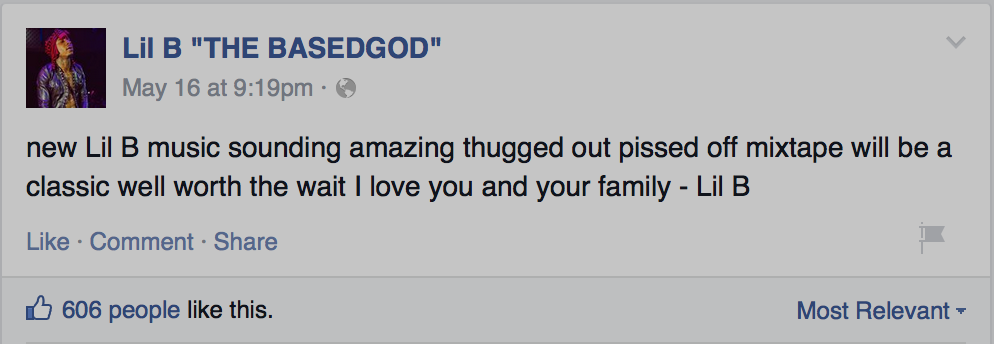 Lil B "THE BASEDGOD"
May 16 at 9:19pm ·
new Lil B music sounding amazing thugged out pissed off mixtape will be a
classic well worth the wait I love you and your family - Lil B
Like · Comment · Share
606 people like this.
Most Relevant